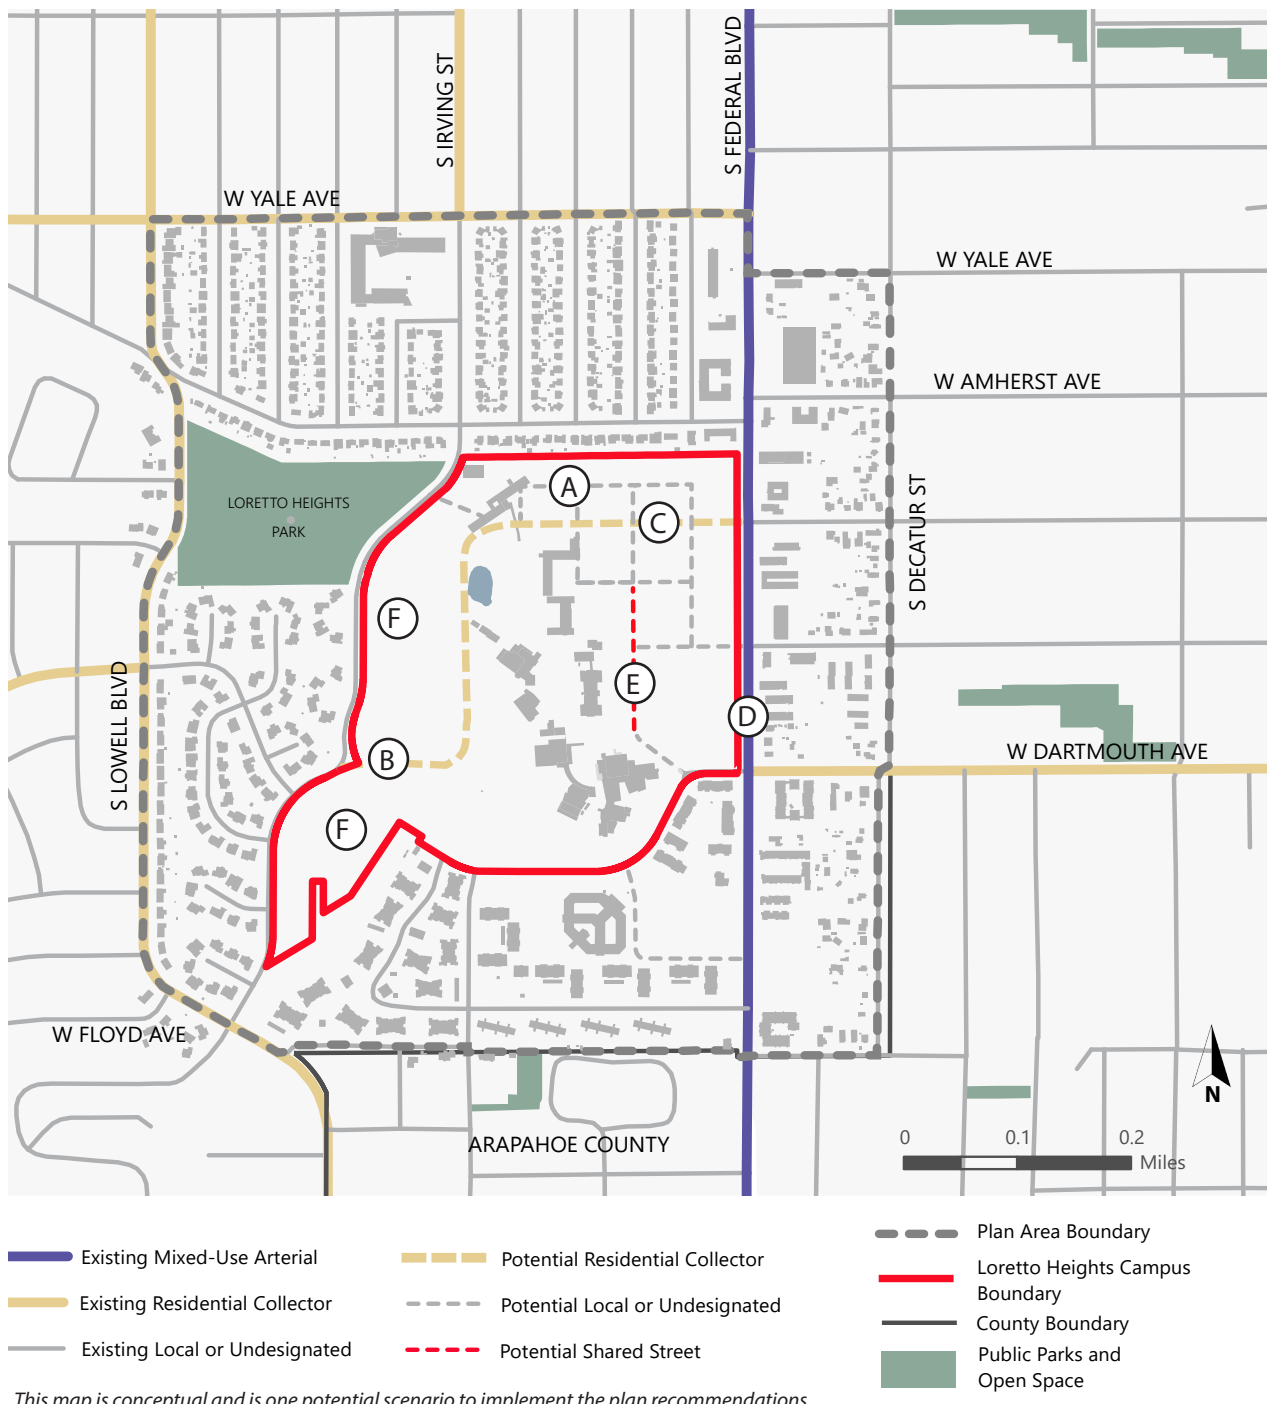 S IRVING ST
S FEDERAL BLVD
W YALE AVE
W YALE AVE
W AMHERST AVE
LORETTO HEIGHTS
PARK
A
C
S DECATUR ST
F
E
S LOWELL BLVD
D
B
W DARTMOUTH AVE
F
W FLOYD AVE
N
ARAPAHOE COUNTY
0 0.1 0.2
Miles
Existing Mixed-Use Arterial
Existing Residential Collector
Existing Local or Undesignated
Potential Residential Collector
Potential Local or Undesignated
Potential Shared Street
Plan Area Boundary
Loretto Heights Campus
Boundary
County Boundary
Public Parks and
Open Space
This map is conceptual and is one potential scenario to implement the plan recommendations